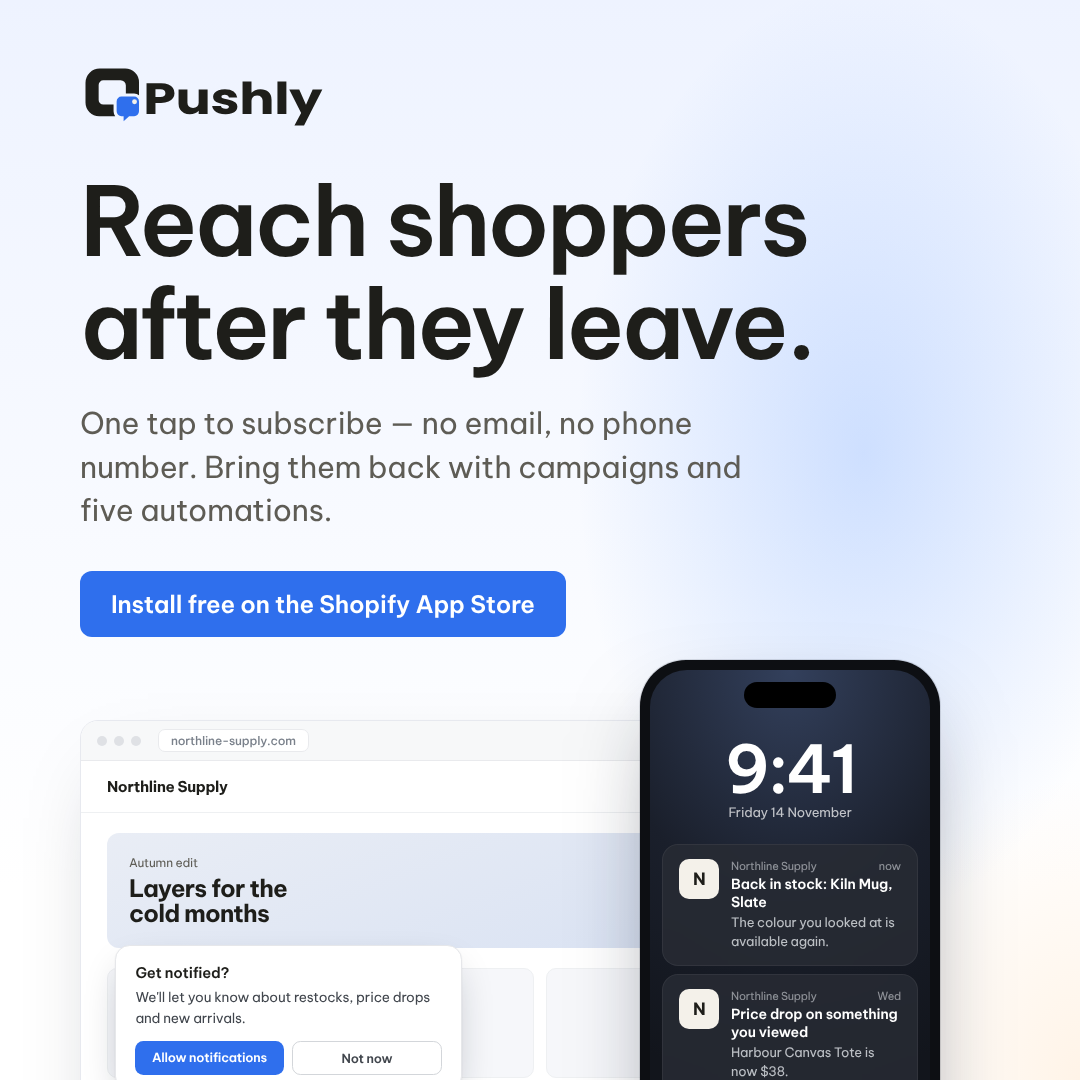 Pushly
Reach shoppers
after they leave.
One tap to subscribe — no email, no phone
number. Bring them back with campaigns and
five automations.
Install free on the Shopify App Store
northline-supply.com
Northline Supply
Autumn edit
Layers for the
cold months
Get notified?
We'll let you know about restocks, price drops
and new arrivals.
Allow notifications
Not now
9:41
Friday 14 November
N
Northline Supply now
Back in stock: Kiln Mug,
Slate
The colour you looked at is
available again.
N
Northline Supply Wed
Price drop on something
you viewed
Harbour Canvas Tote is
now $38.